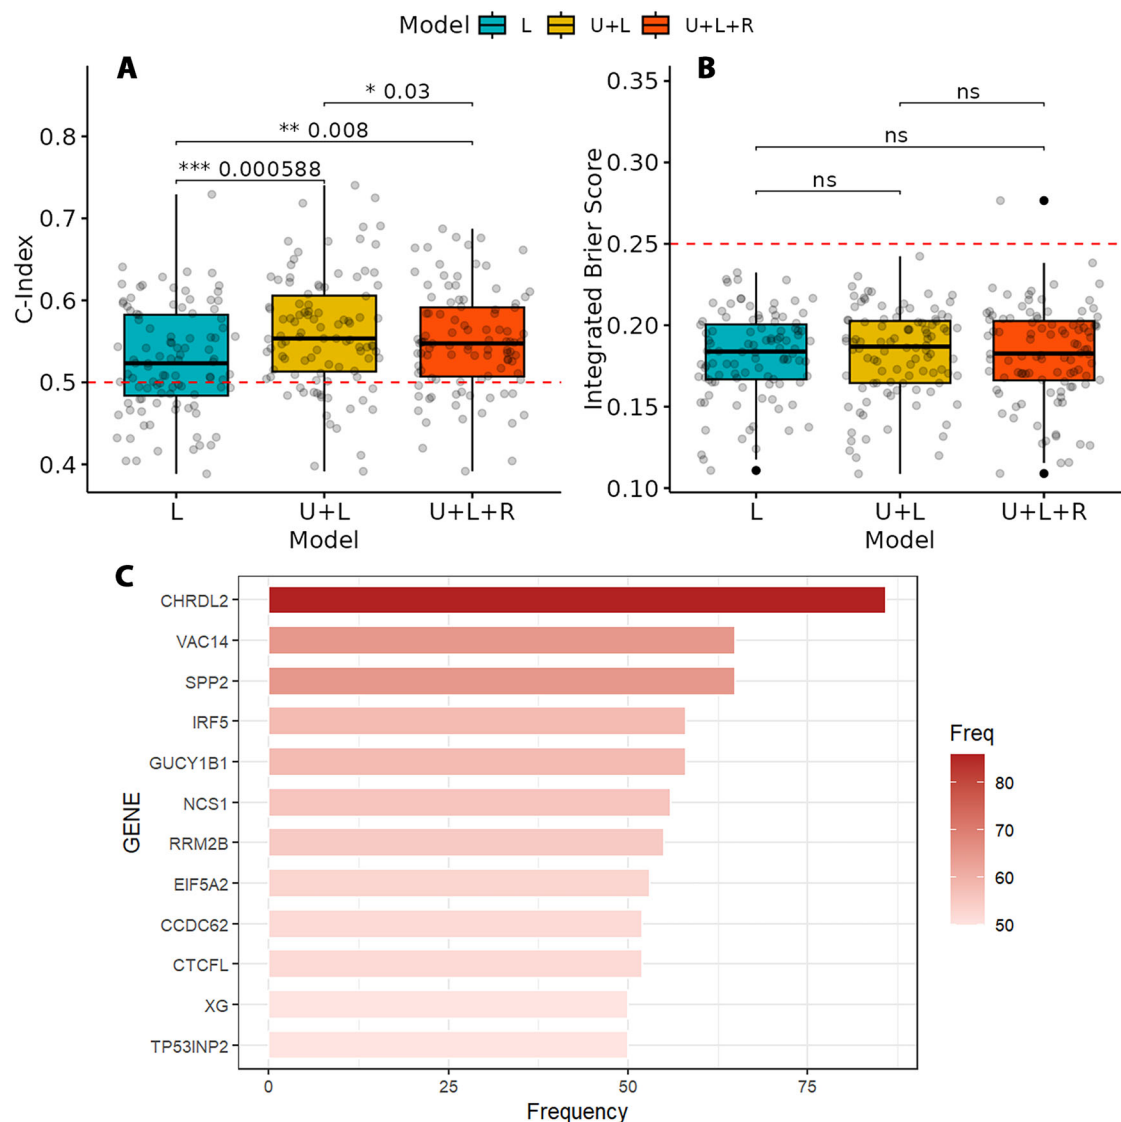 Model L U+L U+L+R
A
* 0.03
** 0.008
*** 0.000588
C-Index
0.8
0.7
0.6
0.5
0.4
L U+L U+L+R
Model
B
ns
ns
ns
Integrated Brier Score
0.35
0.30
0.25
0.20
0.15
0.10
L U+L U+L+R
Model
C
GENE
CHRDL2
VAC14
SPP2
IRF5
GUCY1B1
NCS1
RRM2B
EIF5A2
CCDC62
CTCFL
XG
TP53INP2
0 25 50 75
Frequency
Freq
80
70
60
50